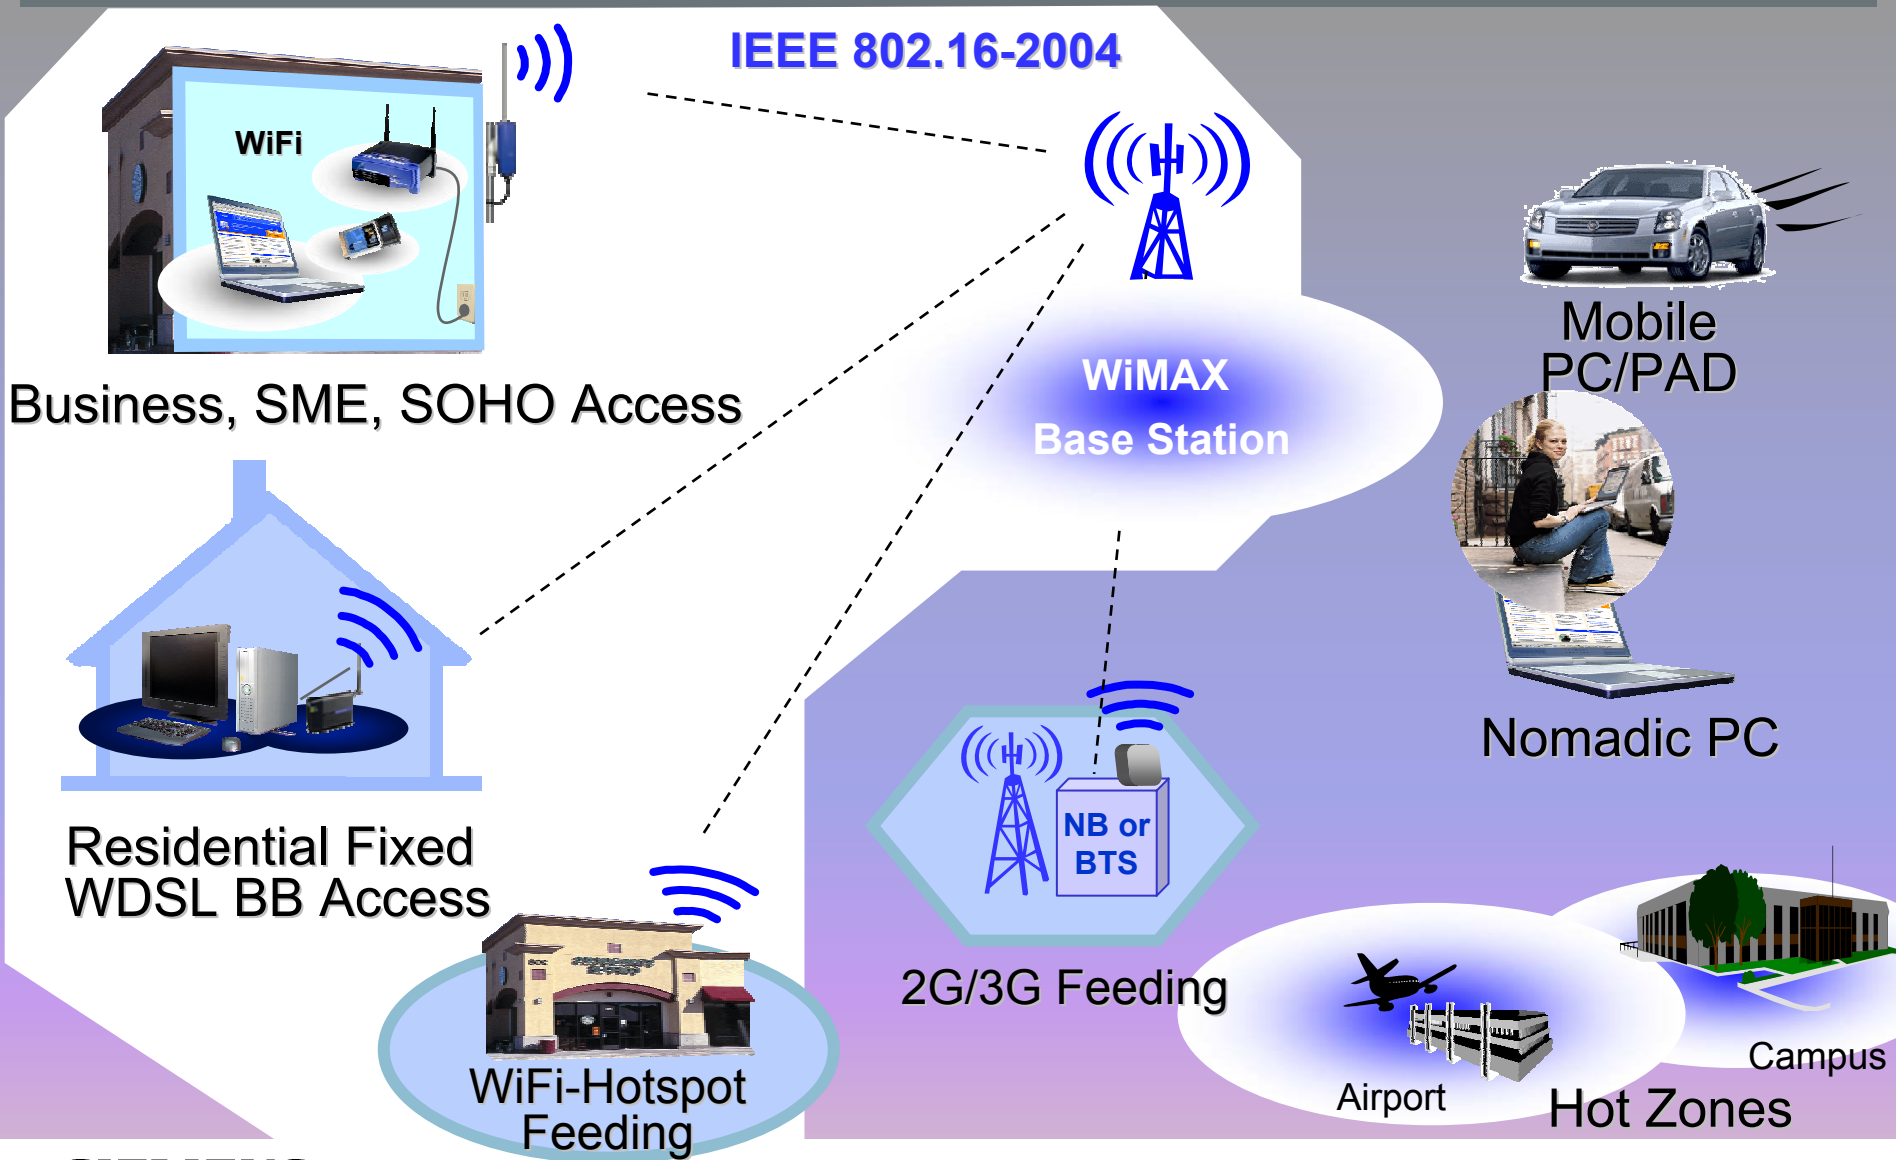 IEEE 802.16-2004
WiFi
Business, SME, SOHO Access
WiMAX
Base Station
Mobile
PC/PAD
Nomadic PC
Residential Fixed
WDSL BB Access
NB or
BTS
2G/3G Feeding
WiFi-Hotspot
Feeding
Airport
Campus
Hot Zones